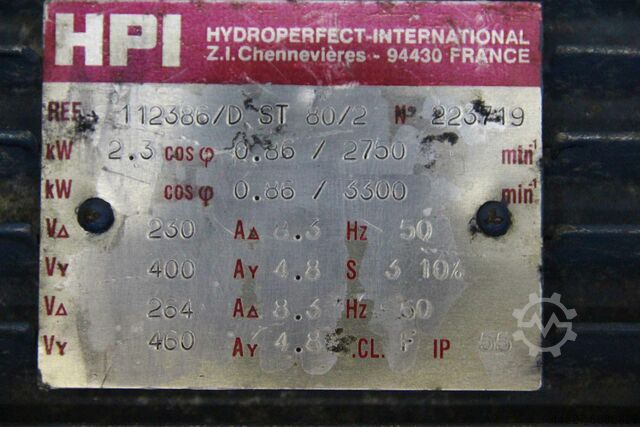 HPI
HYDROPERFECT-INTERNATIONAL
Z.I. Chennevières - 94430 FRANCE
REF. 112386/D ST 80/2 N° 223719
kW 2.3 cos φ 0.86 / 2750 min⁻¹
kW cos φ 0.86 / 3300 min⁻¹
VΔ 230 AΔ 8.3 Hz 50
VY 400 AY 4.8 S 3 10%
VΔ 264 AΔ 8.3 Hz 60
VY 460 AY 4.8 .CL. F IP 55